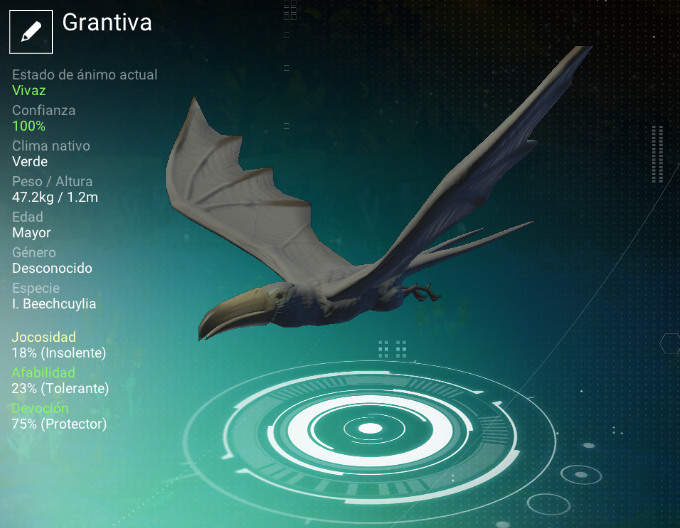 Grantiva
Estado de ánimo actual
Vivaz
Confianza
100%
Clima nativo
Verde
Peso / Altura
47.2kg / 1.2m
Edad
Mayor
Género
Desconocido
Especie
I. Beechcuylia
Jocosidad
18% (Insolente)
Afabilidad
23% (Tolerante)
Devoción
75% (Protector)